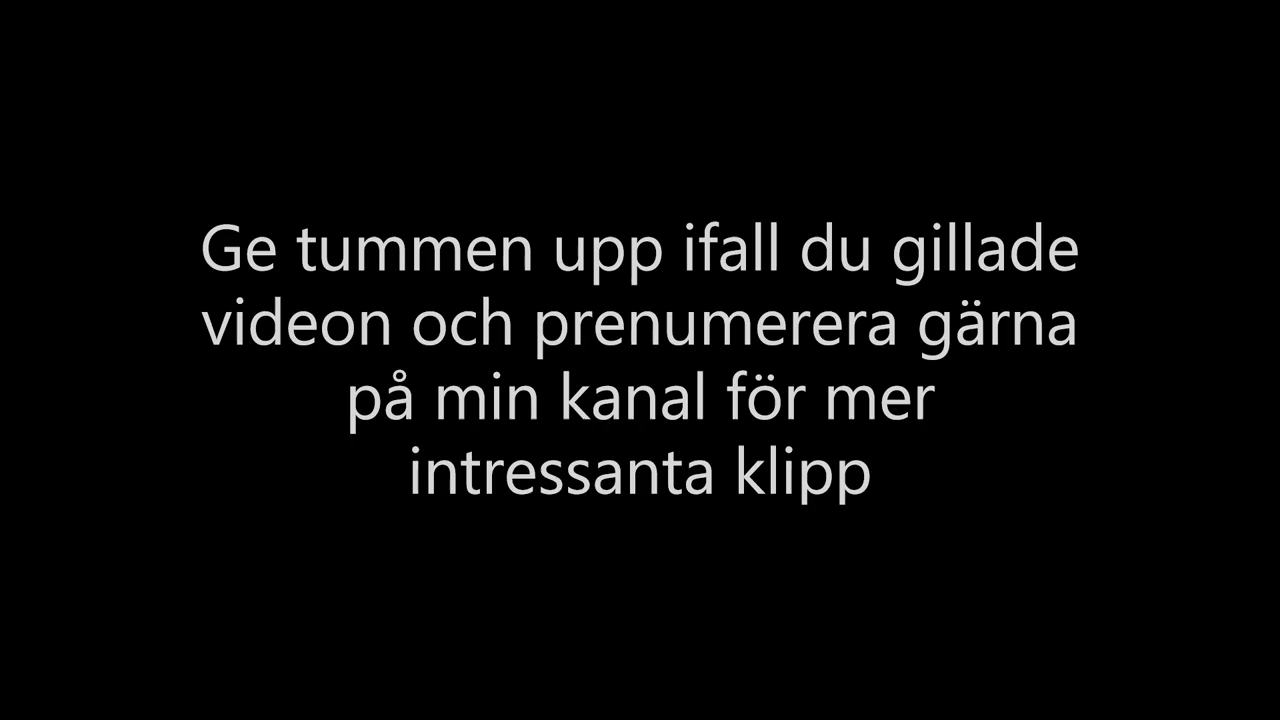 Ge tummen upp ifall du gillade
videon och prenumerera gärna
på min kanal för mer
intressanta klipp